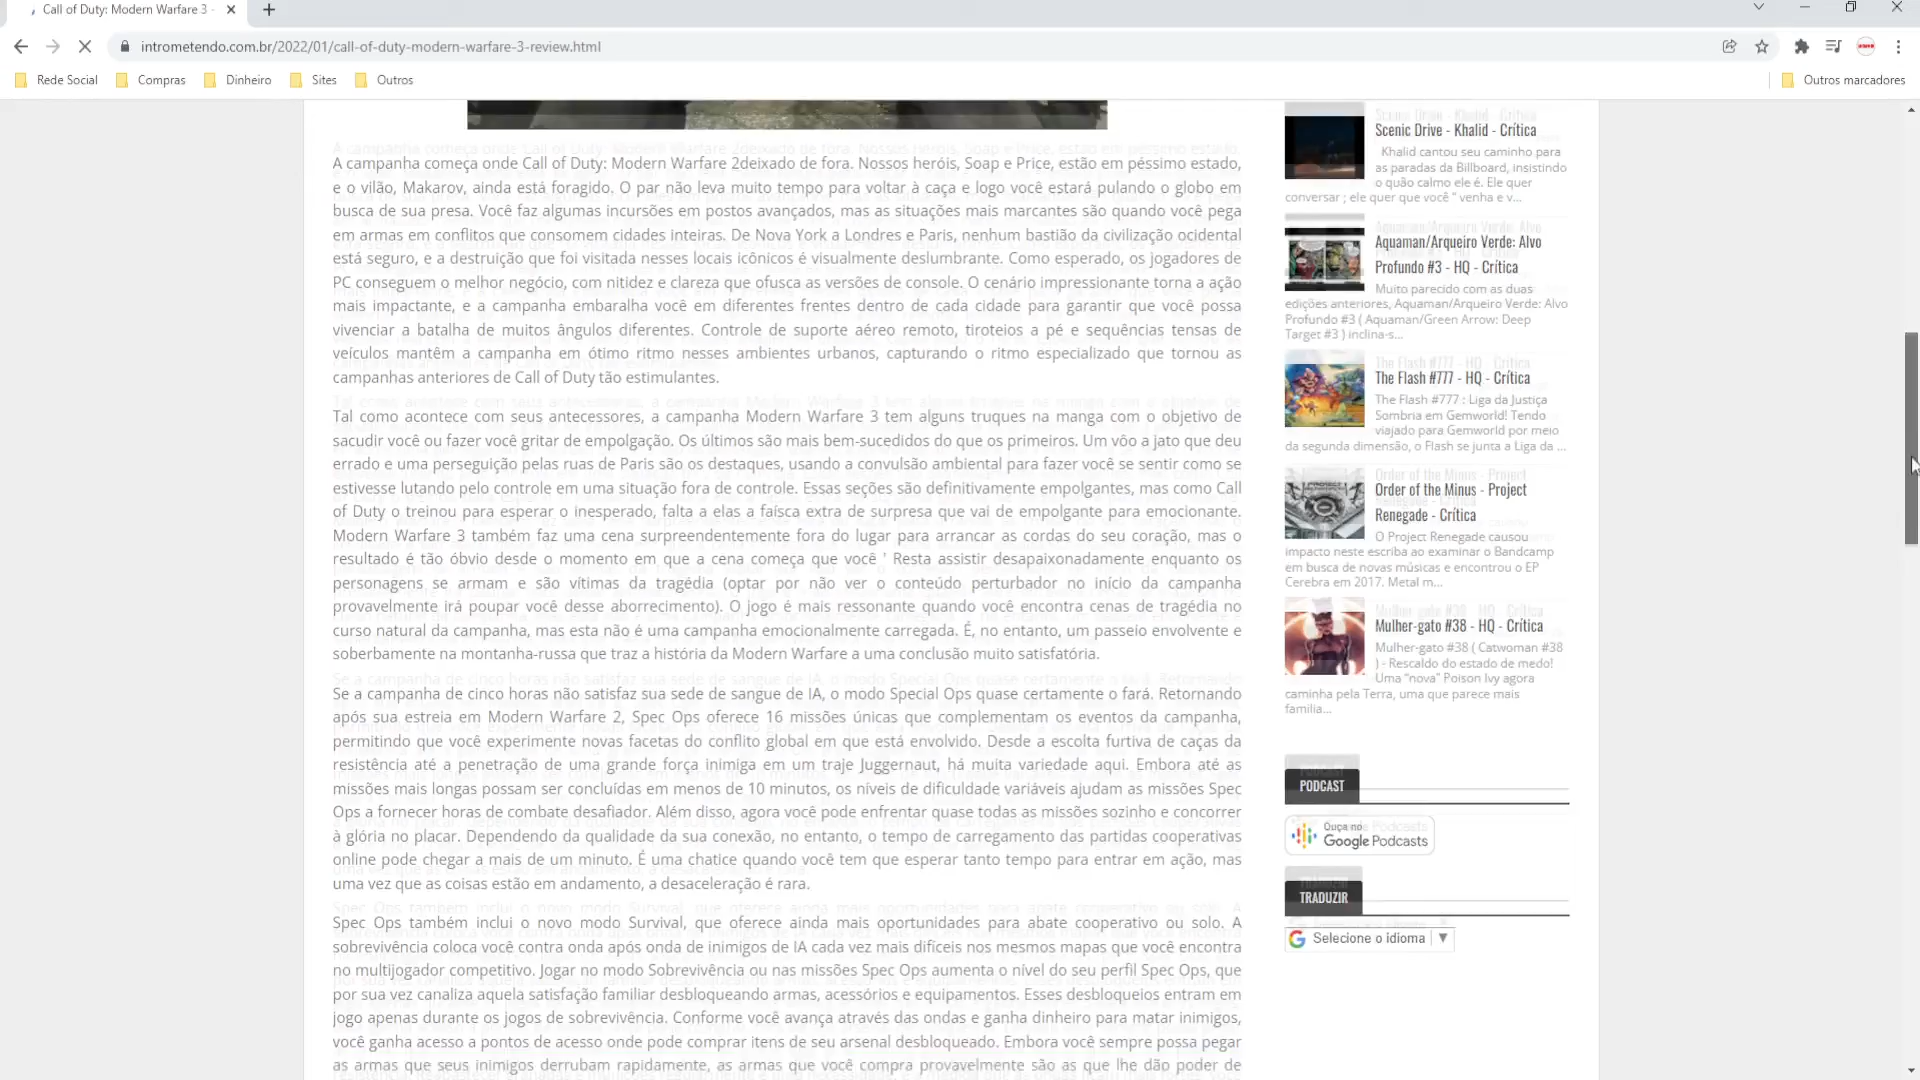 Call of Duty: Modern Warfare 3 -
intrometendo.com.br/2022/01/call-of-duty-modern-warfare-3-review.html
Rede Social
Compras
Dinheiro
Sites
Outros
Outros marcadores
A campanha começa onde Call of Duty: Modern Warfare 2deixado de fora. Nossos heróis, Soap e Price, estão em péssimo estado,
e o vilão, Makarov, ainda está foragido. O par não leva muito tempo para voltar à caça e logo você estará pulando o globo em
busca de sua presa. Você faz algumas incursões em postos avançados, mas as situações mais marcantes são quando você pega
em armas em conflitos que consomem cidades inteiras. De Nova York a Londres e Paris, nenhum bastião da civilização ocidental
está seguro, e a destruição que foi visitada nesses locais icônicos é visualmente deslumbrante. Como esperado, os jogadores de
PC conseguem o melhor negócio, com nitidez e clareza que ofusca as versões de console. O cenário impressionante torna a ação
mais impactante, e a campanha embaralha você em diferentes frentes dentro de cada cidade para garantir que você possa
vivenciar a batalha de muitos ângulos diferentes. Controle de suporte aéreo remoto, tiroteios a pé e sequências tensas de
veículos mantêm a campanha em ótimo ritmo nesses ambientes urbanos, capturando o ritmo especializado que tornou as
campanhas anteriores de Call of Duty tão estimulantes.
Tal como acontece com seus antecessores, a campanha Modern Warfare 3 tem alguns truques na manga com o objetivo de
sacudir você ou fazer você gritar de empolgação. Os últimos são mais bem-sucedidos do que os primeiros. Um vôo a jato que deu
errado e uma perseguição pelas ruas de Paris são os destaques, usando a convulsão ambiental para fazer você se sentir como se
estivesse lutando pelo controle em uma situação fora de controle. Essas seções são definitivamente empolgantes, mas como Call
of Duty o treinou para esperar o inesperado, falta a elas a faísca extra de surpresa que vai de empolgante para emocionante.
Modern Warfare 3 também faz uma cena surpreendentemente fora do lugar para arrancar as cordas do seu coração, mas o
resultado é tão óbvio desde o momento em que a cena começa que você ' Resta assistir desapaixonadamente enquanto os
personagens se armam e são vítimas da tragédia (optar por não ver o conteúdo perturbador no início da campanha
provavelmente irá poupar você desse aborrecimento). O jogo é mais ressonante quando você encontra cenas de tragédia no
curso natural da campanha, mas esta não é uma campanha emocionalmente carregada. É, no entanto, um passeio envolvente e
soberbamente na montanha-russa que traz a história da Modern Warfare a uma conclusão muito satisfatória.
Se a campanha de cinco horas não satisfaz sua sede de sangue de IA, o modo Special Ops quase certamente o fará. Retornando
após sua estreia em Modern Warfare 2, Spec Ops oferece 16 missões únicas que complementam os eventos da campanha,
permitindo que você experimente novas facetas do conflito global em que está envolvido. Desde a escolta furtiva de caças da
resistência até a penetração de uma grande força inimiga em um traje Juggernaut, há muita variedade aqui. Embora até as
missões mais longas possam ser concluídas em menos de 10 minutos, os níveis de dificuldade variáveis ajudam as missões Spec
Ops a fornecer horas de combate desafiador. Além disso, agora você pode enfrentar quase todas as missões sozinho e concorrer
à glória no placar. Dependendo da qualidade da sua conexão, no entanto, o tempo de carregamento das partidas cooperativas
online pode chegar a mais de um minuto. É uma chatice quando você tem que esperar tanto tempo para entrar em ação, mas
uma vez que as coisas estão em andamento, a desaceleração é rara.
Spec Ops também inclui o novo modo Survival, que oferece ainda mais oportunidades para abate cooperativo ou solo. A
sobrevivência coloca você contra onda após onda de inimigos de IA cada vez mais difíceis nos mesmos mapas que você encontra
no multijogador competitivo. Jogar no modo Sobrevivência ou nas missões Spec Ops aumenta o nível do seu perfil Spec Ops, que
por sua vez canaliza aquela satisfação familiar desbloqueando armas, acessórios e equipamentos. Esses desbloqueios entram em
jogo apenas durante os jogos de sobrevivência. Conforme você avança através das ondas e ganha dinheiro para matar inimigos,
você ganha acesso a pontos de acesso onde pode comprar itens de seu arsenal desbloqueado. Embora você sempre possa pegar
as armas que seus inimigos derrubam rapidamente, as armas que você compra provavelmente são as que lhe dão poder de
Scenic Drive - Khalid - Crítica
Khalid cantou seu caminho para
as paradas da Billboard, insistindo
o quão calmo ele é. Ele quer
conversar ; ele quer que você " venha e v...
Aquaman/Arqueiro Verde: Alvo
Profundo #3 - HQ - Crítica
Muito parecido com as duas
edições anteriores, Aquaman/Arqueiro Verde: Alvo
Profundo #3 ( Aquaman/Green Arrow: Deep
Target #3 ) inclina-s...
The Flash #777 - HQ - Crítica
The Flash #777 : Liga da Justiça
Sombria em Gemworld! Tendo
viajado para Gemworld por meio
da segunda dimensão, o Flash se junta a Liga da ...
Order of the Minus - Project
Renegade - Crítica
O Project Renegade causou
impacto neste escriba ao examinar o Bandcamp
em busca de novas músicas e encontrou o EP
Cerebra em 2017. Metal m...
Mulher-gato #38 - HQ - Crítica
Mulher-gato #38 ( Catwoman #38
) - Rescaldo do estado de medo!
Uma “nova” Poison Ivy agora
caminha pela Terra, uma que parece mais
familia...
PODCAST
Ouça no
Google Podcasts
TRADUZIR
Selecione o idioma